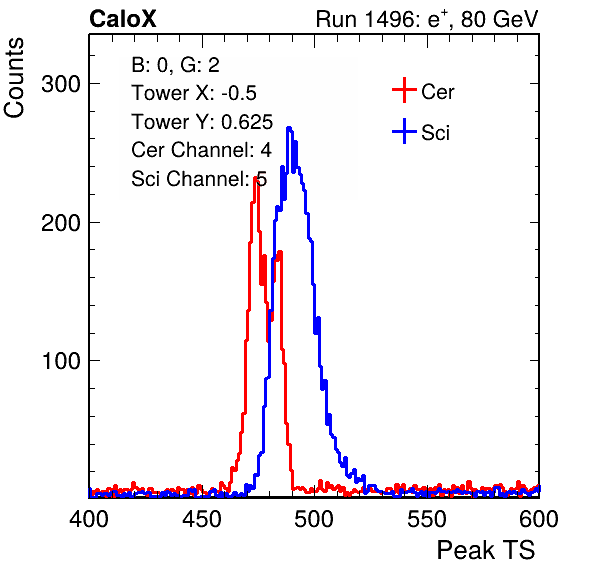 CaloX Run 1496: e⁺, 80 GeV
Counts
B: 0, G: 2
Tower X: -0.5
Tower Y: 0.625
Cer Channel: 4
Sci Channel: 5
Cer
Sci
300
200
100
400 450 500 550 600
Peak TS